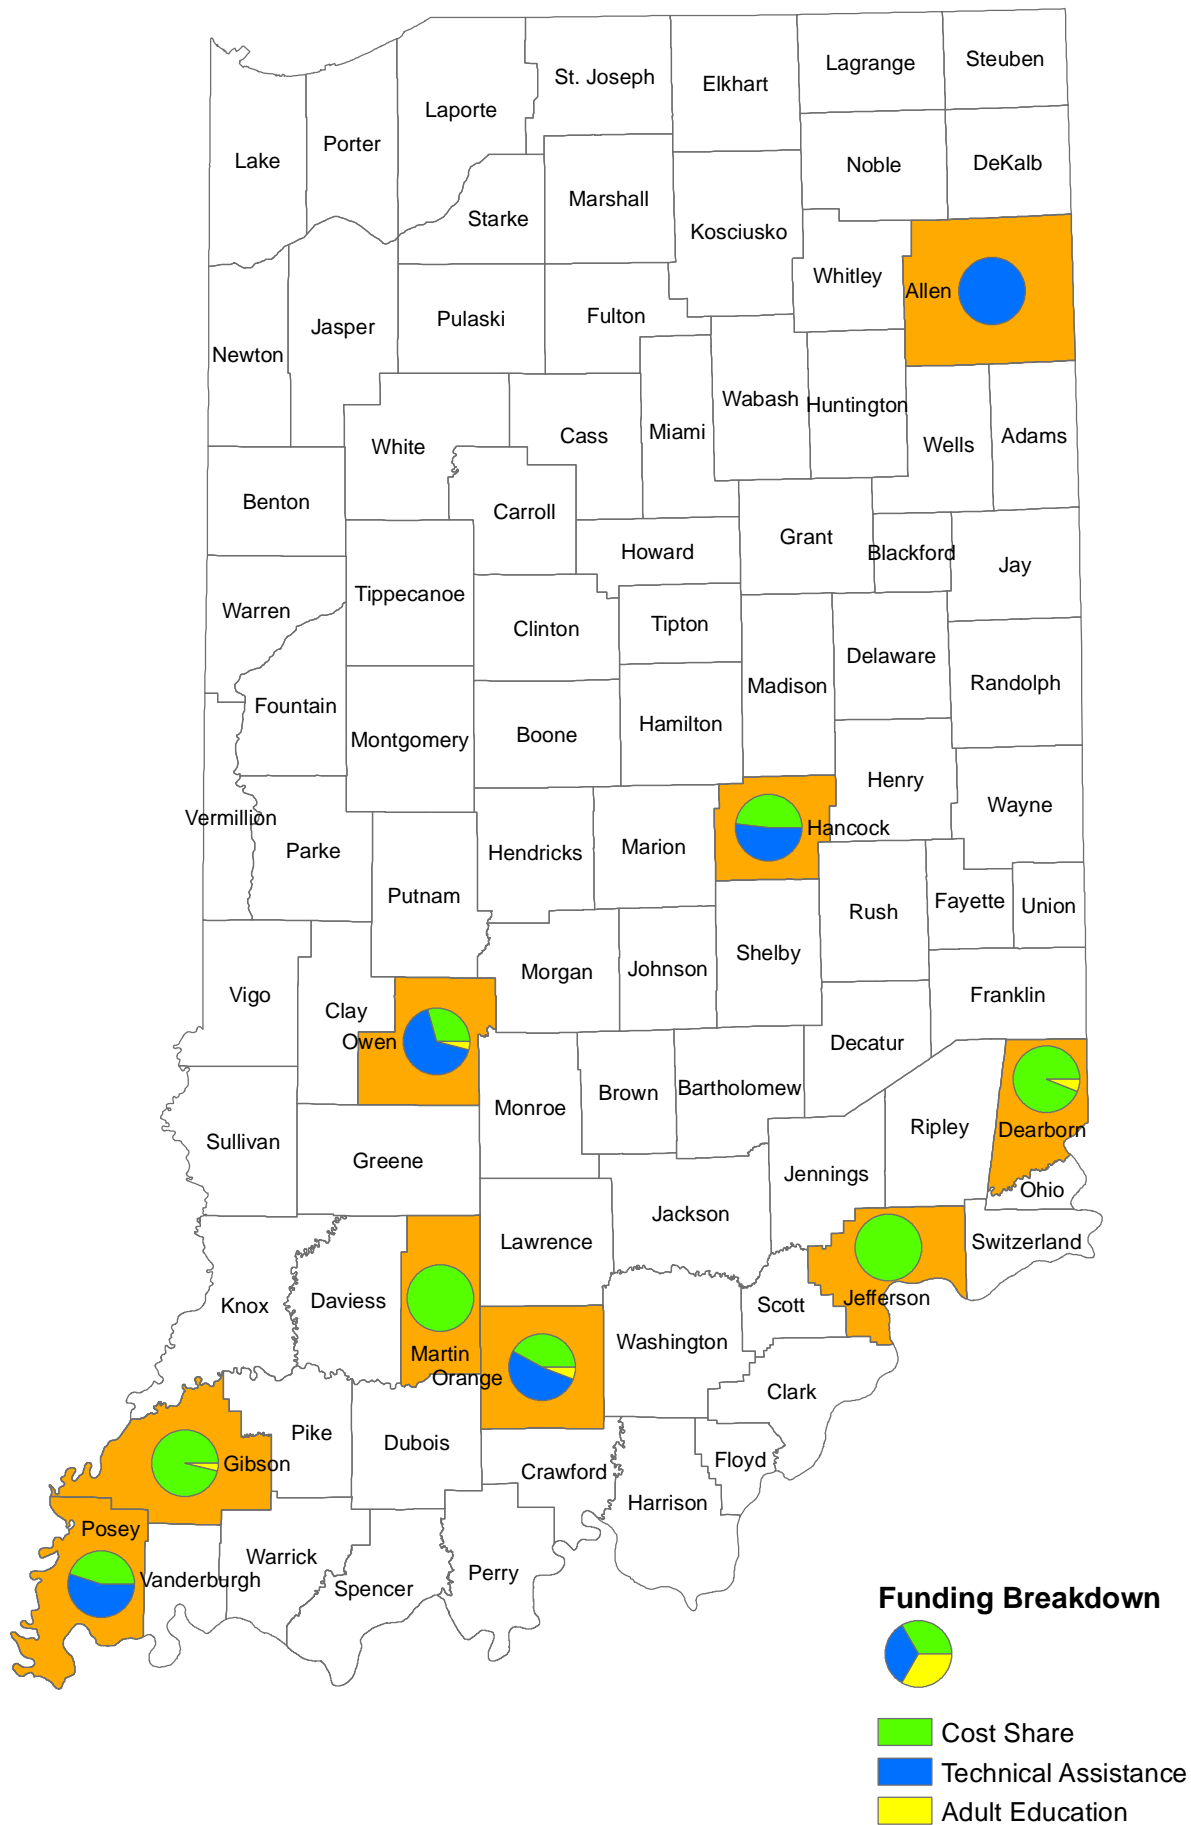 St. Joseph
Elkhart
Lagrange
Steuben
Laporte
Lake
Porter
Noble
DeKalb
Starke
Marshall
Kosciusko
Whitley
Allen
Newton
Jasper
Pulaski
Fulton
Wabash
Huntington
White
Cass
Miami
Wells
Adams
Benton
Carroll
Grant
Howard
Blackford
Jay
Warren
Tippecanoe
Clinton
Tipton
Delaware
Madison
Randolph
Fountain
Montgomery
Boone
Hamilton
Henry
Wayne
Vermillion
Hancock
Parke
Hendricks
Marion
Putnam
Rush
Fayette
Union
Vigo
Morgan
Johnson
Shelby
Franklin
Clay
Owen
Decatur
Monroe
Brown
Bartholomew
Dearborn
Sullivan
Ripley
Greene
Jennings
Ohio
Jackson
Lawrence
Switzerland
Knox
Daviess
Scott
Jefferson
Martin
Washington
Orange
Clark
Pike
Dubois
Gibson
Floyd
Crawford
Harrison
Posey
Warrick
Vanderburgh
Spencer
Perry
Funding Breakdown
Cost Share
Technical Assistance
Adult Education